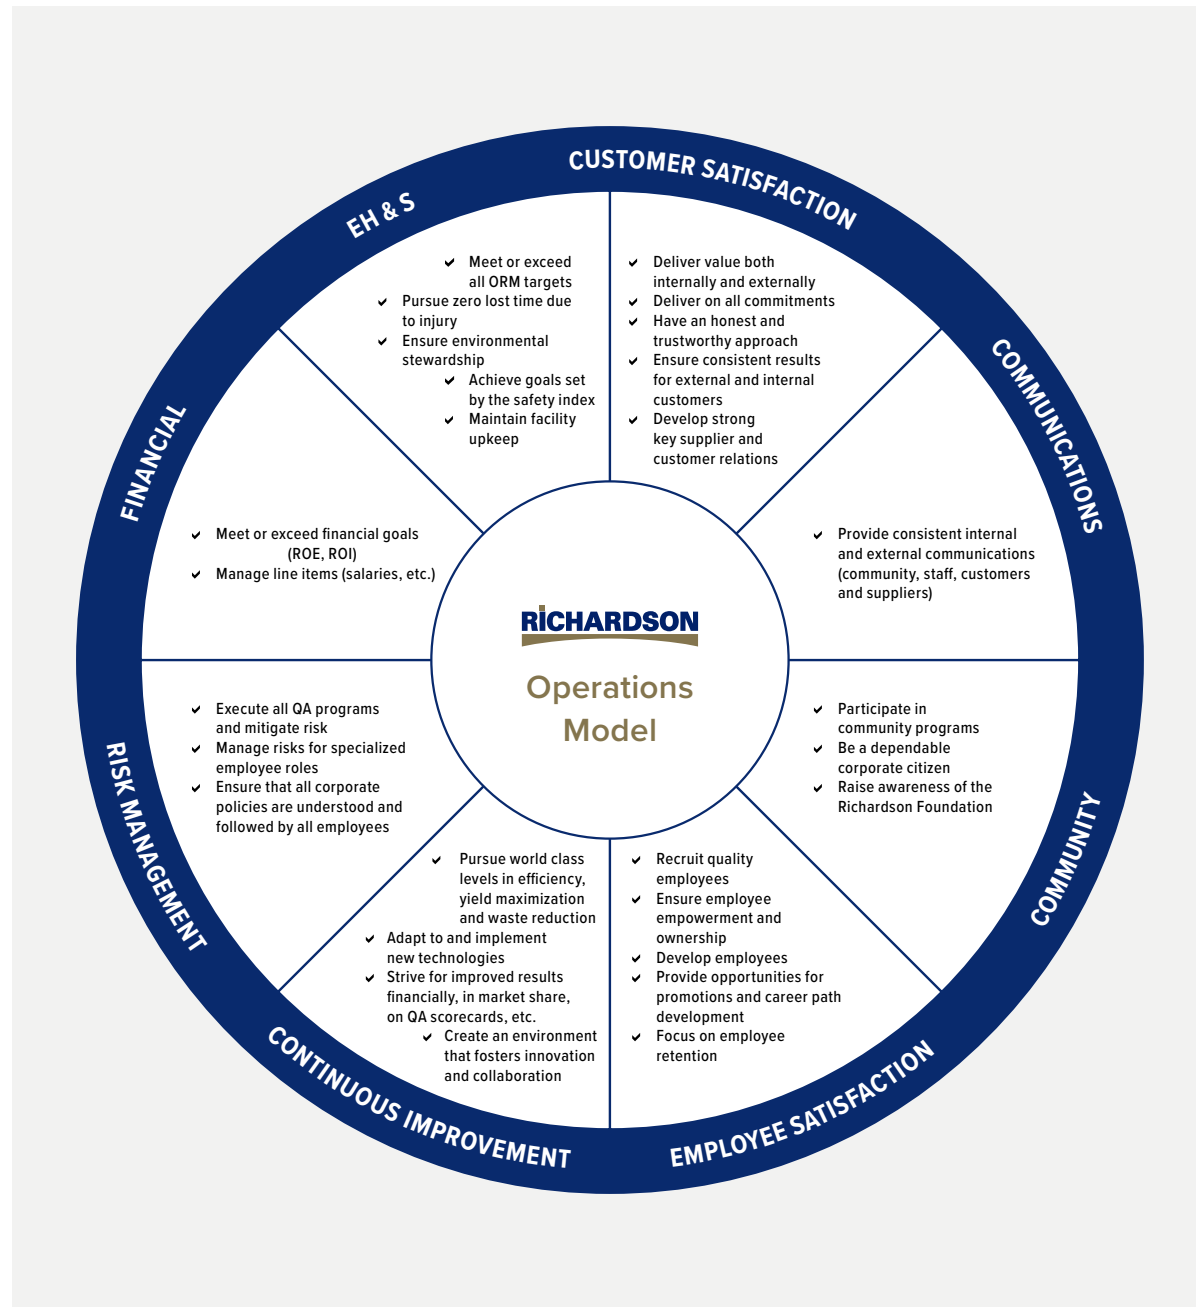 CUSTOMER SATISFACTION
Deliver value both
internally and externally
Deliver on all commitments
Have an honest and
trustworthy approach
Ensure consistent results
for external and internal
customers
Develop strong
key supplier and
customer relations
COMMUNICATIONS
Provide consistent internal
and external communications
(community, staff, customers
and suppliers)
COMMUNITY
Participate in
community programs
Be a dependable
corporate citizen
Raise awareness of the
Richardson Foundation
EMPLOYEE SATISFACTION
Recruit quality
employees
Ensure employee
empowerment and
ownership
Develop employees
Provide opportunities for
promotions and career path
development
Focus on employee
retention
CONTINUOUS IMPROVEMENT
Pursue world class
levels in efficiency,
yield maximization
and waste reduction
Adapt to and implement
new technologies
Strive for improved results
financially, in market share,
on QA scorecards, etc.
Create an environment
that fosters innovation
and collaboration
RISK MANAGEMENT
Execute all QA programs
and mitigate risk
Manage risks for specialized
employee roles
Ensure that all corporate
policies are understood and
followed by all employees
FINANCIAL
Meet or exceed financial goals
(ROE, ROI)
Manage line items (salaries, etc.)
EH & S
Meet or exceed
all ORM targets
Pursue zero lost time due
to injury
Ensure environmental
stewardship
Achieve goals set
by the safety index
Maintain facility
upkeep
RICHARDSON
Operations
Model